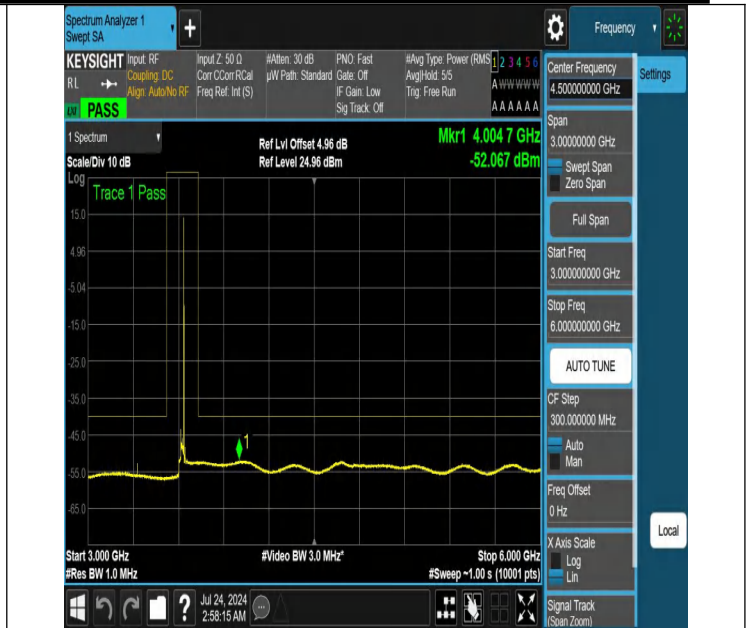 Spectrum Analyzer 1
Swept SA
Frequency
KEYSIGHT
RL
LXI PASS
Input: RF
Coupling: DC
Align: Auto/No RF
Input Z: 50 Ω
Corr CCorr RCal
Freq Ref: Int (S)
#Atten: 30 dB
µW Path: Standard
PNO: Fast
Gate: Off
IF Gain: Low
Sig Track: Off
#Avg Type: Power (RMS
Avg|Hold: 5/5
Trig: Free Run
1 2 3 4 5 6
A W W W W W
A A A A A A
1 Spectrum
Scale/Div 10 dB
Ref Lvl Offset 4.96 dB
Ref Level 24.96 dBm
Mkr1 4.004 7 GHz
-52.067 dBm
Log
Trace 1 Pass
15.0
4.96
-5.04
-15.0
-25.0
-35.0
-45.0
-55.0
-65.0
1
Start 3.000 GHz
#Res BW 1.0 MHz
#Video BW 3.0 MHz*
Stop 6.000 GHz
#Sweep ~1.00 s (10001 pts)
?
Jul 24, 2024
2:58:15 AM
Center Frequency
4.500000000 GHz
Settings
Span
3.00000000 GHz
Swept Span
Zero Span
Full Span
Start Freq
3.000000000 GHz
Stop Freq
6.000000000 GHz
AUTO TUNE
CF Step
300.000000 MHz
Auto
Man
Freq Offset
0 Hz
Local
X Axis Scale
Log
Lin
Signal Track
(Span Zoom)